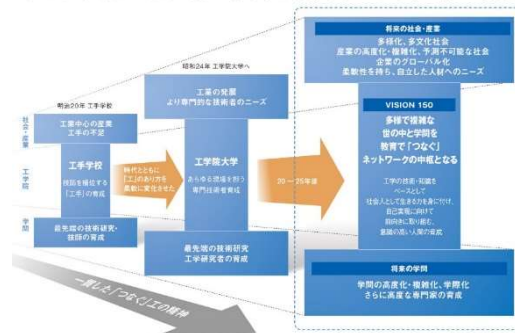 明治20年 工手学校
昭和24年 工学院大学へ
社会・産業
工学院
学問
工業中心の産業
工手の不足
工手学校
技師を補佐する
「工手」の育成
最先端の技術研究・
技師の育成
時代とともに
「工」のあり方を
柔軟に変化させた
工業の発展
より専門的な技術者のニーズ
工学院大学
あらゆる現場を担う
専門技術者育成
最先端の技術研究
工学研究者の育成
20～25年後
将来の社会・産業
多様化、多文化社会
産業の高度化・複雑化、予測不可能な社会
企業のグローバル化
柔軟性を持ち、自立した人材へのニーズ
VISION 150
多様で複雑な
世の中と学問を
教育で「つなぐ」
ネットワークの中枢となる
工学の技術・知識を
ベースとして
社会人として生きる力を身に付け、
自己実現に向けて
前向きに取り組む、
意識の高い人間の育成
将来の学問
学問の高度化・複雑化、学際化
さらに高度な専門家の育成
一貫した「つなぐ」工の精神